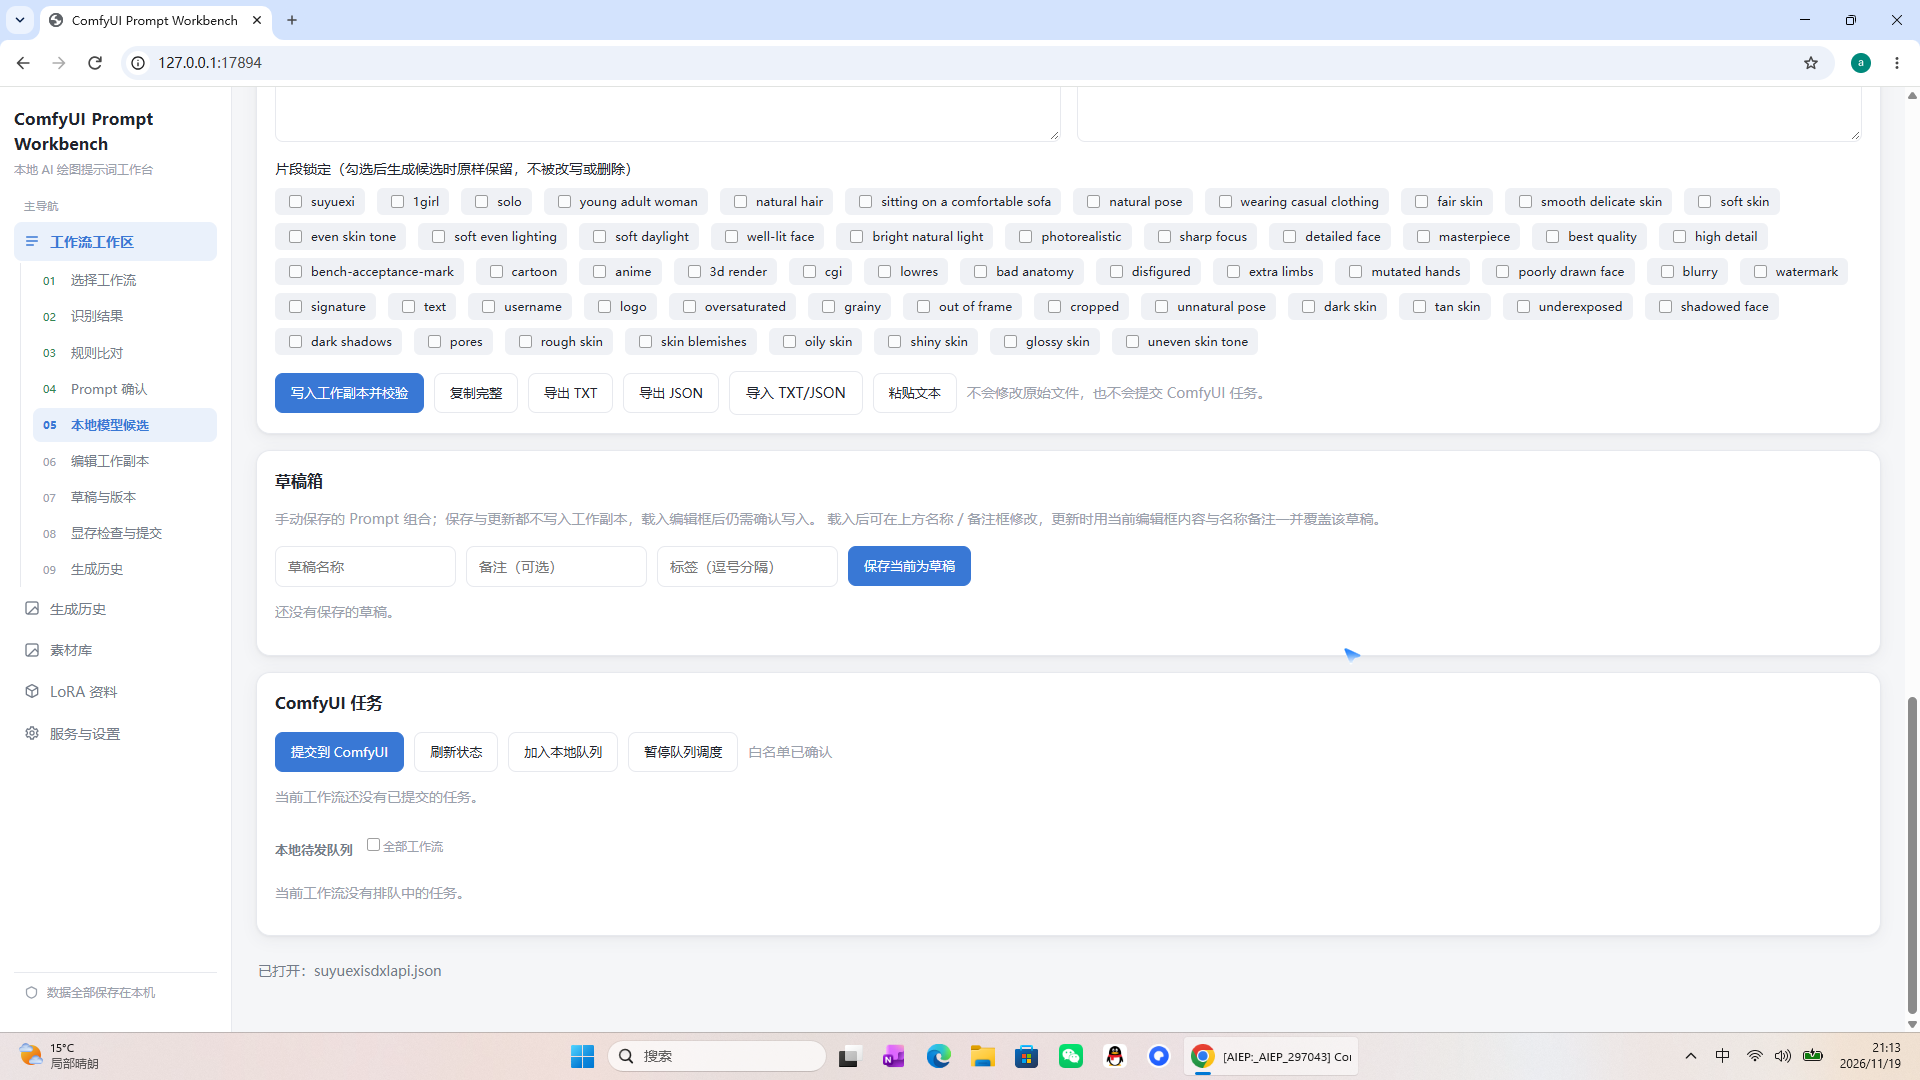 ComfyUI Prompt Workbench
127.0.0.1:17894
a
ComfyUI Prompt
Workbench
本地 AI 绘图提示词工作台
主导航
工作流工作区
01 选择工作流
02 识别结果
03 规则比对
04 Prompt 确认
05 本地模型候选
06 编辑工作副本
07 草稿与版本
08 显存检查与提交
09 生成历史
生成历史
素材库
LoRA 资料
服务与设置
数据全部保存在本机
片段锁定（勾选后生成候选时原样保留，不被改写或删除）
suyuexi 1girl solo young adult woman natural hair sitting on a comfortable sofa natural pose wearing casual clothing fair skin smooth delicate skin soft skin
even skin tone soft even lighting soft daylight well-lit face bright natural light photorealistic sharp focus detailed face masterpiece best quality high detail
bench-acceptance-mark cartoon anime 3d render cgi lowres bad anatomy disfigured extra limbs mutated hands poorly drawn face blurry watermark
signature text username logo oversaturated grainy out of frame cropped unnatural pose dark skin tan skin underexposed shadowed face
dark shadows pores rough skin skin blemishes oily skin shiny skin glossy skin uneven skin tone
写入工作副本并校验 复制完整 导出 TXT 导出 JSON 导入 TXT/JSON 粘贴文本 不会修改原始文件，也不会提交 ComfyUI 任务。
草稿箱
手动保存的 Prompt 组合；保存与更新都不写入工作副本，载入编辑框后仍需确认写入。 载入后可在上方名称 / 备注框修改，更新时用当前编辑框内容与名称备注一并覆盖该草稿。
草稿名称 备注（可选） 标签（逗号分隔） 保存当前为草稿
还没有保存的草稿。
ComfyUI 任务
提交到 ComfyUI 刷新状态 加入本地队列 暂停队列调度 白名单已确认
当前工作流还没有已提交的任务。
本地待发队列 全部工作流
当前工作流没有排队中的任务。
已打开：suyuexisdxlapi.json
15°C
局部晴朗
搜索
[AIEP:_AIEP_297043] Coı
中
21:13
2026/11/19